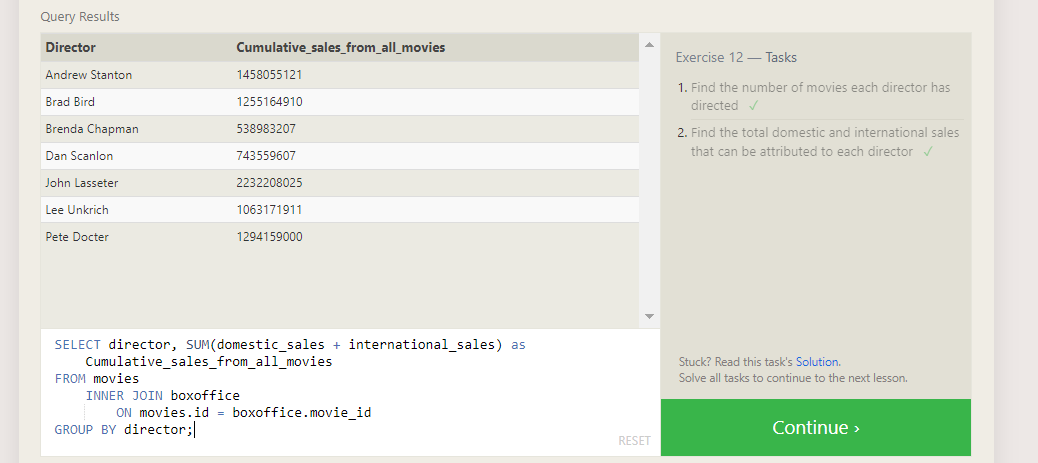 Query Results
Director Cumulative_sales_from_all_movies
Andrew Stanton 1458055121
Brad Bird 1255164910
Brenda Chapman 538983207
Dan Scanlon 743559607
John Lasseter 2232208025
Lee Unkrich 1063171911
Pete Docter 1294159000
SELECT director, SUM(domestic_sales + international_sales) as
Cumulative_sales_from_all_movies
FROM movies
INNER JOIN boxoffice
ON movies.id = boxoffice.movie_id
GROUP BY director;
RESET
Exercise 12 — Tasks
1. Find the number of movies each director has
directed ✓
2. Find the total domestic and international sales
that can be attributed to each director ✓
Stuck? Read this task's Solution.
Solve all tasks to continue to the next lesson.
Continue ›